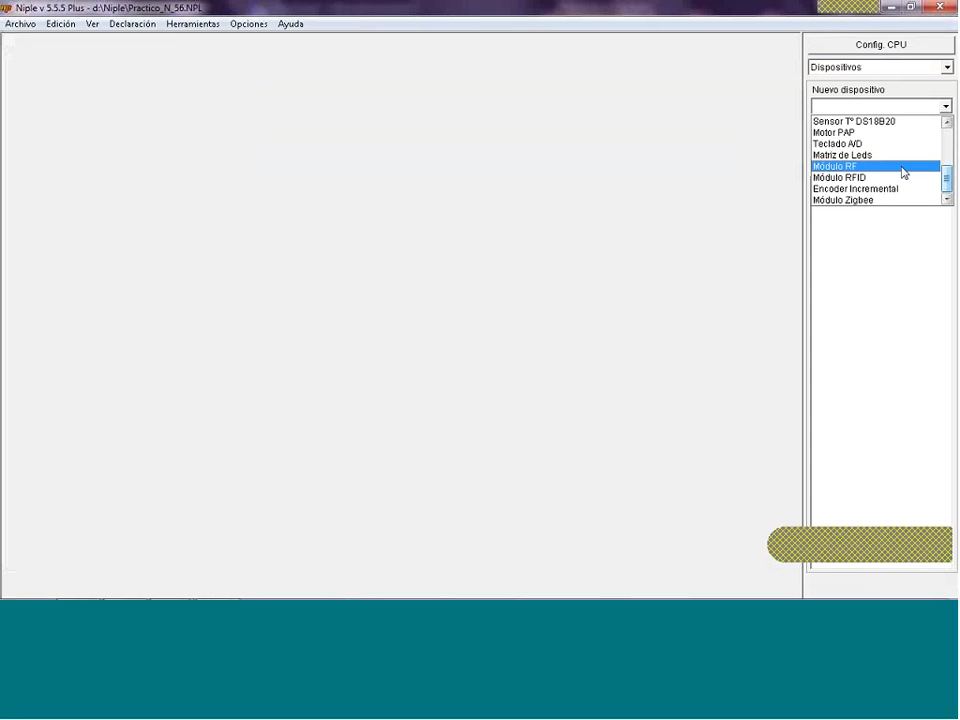 Niple v 5.5.5 Plus - d:\Niple\Practico_N_56.NPL
Archivo Edición Ver Declaración Herramientas Opciones Ayuda
Config. CPU
Dispositivos
Nuevo dispositivo
Sensor Tº DS18B20
Motor PAP
Teclado A/D
Matriz de Leds
Módulo RF
Módulo RFID
Encoder Incremental
Módulo Zigbee